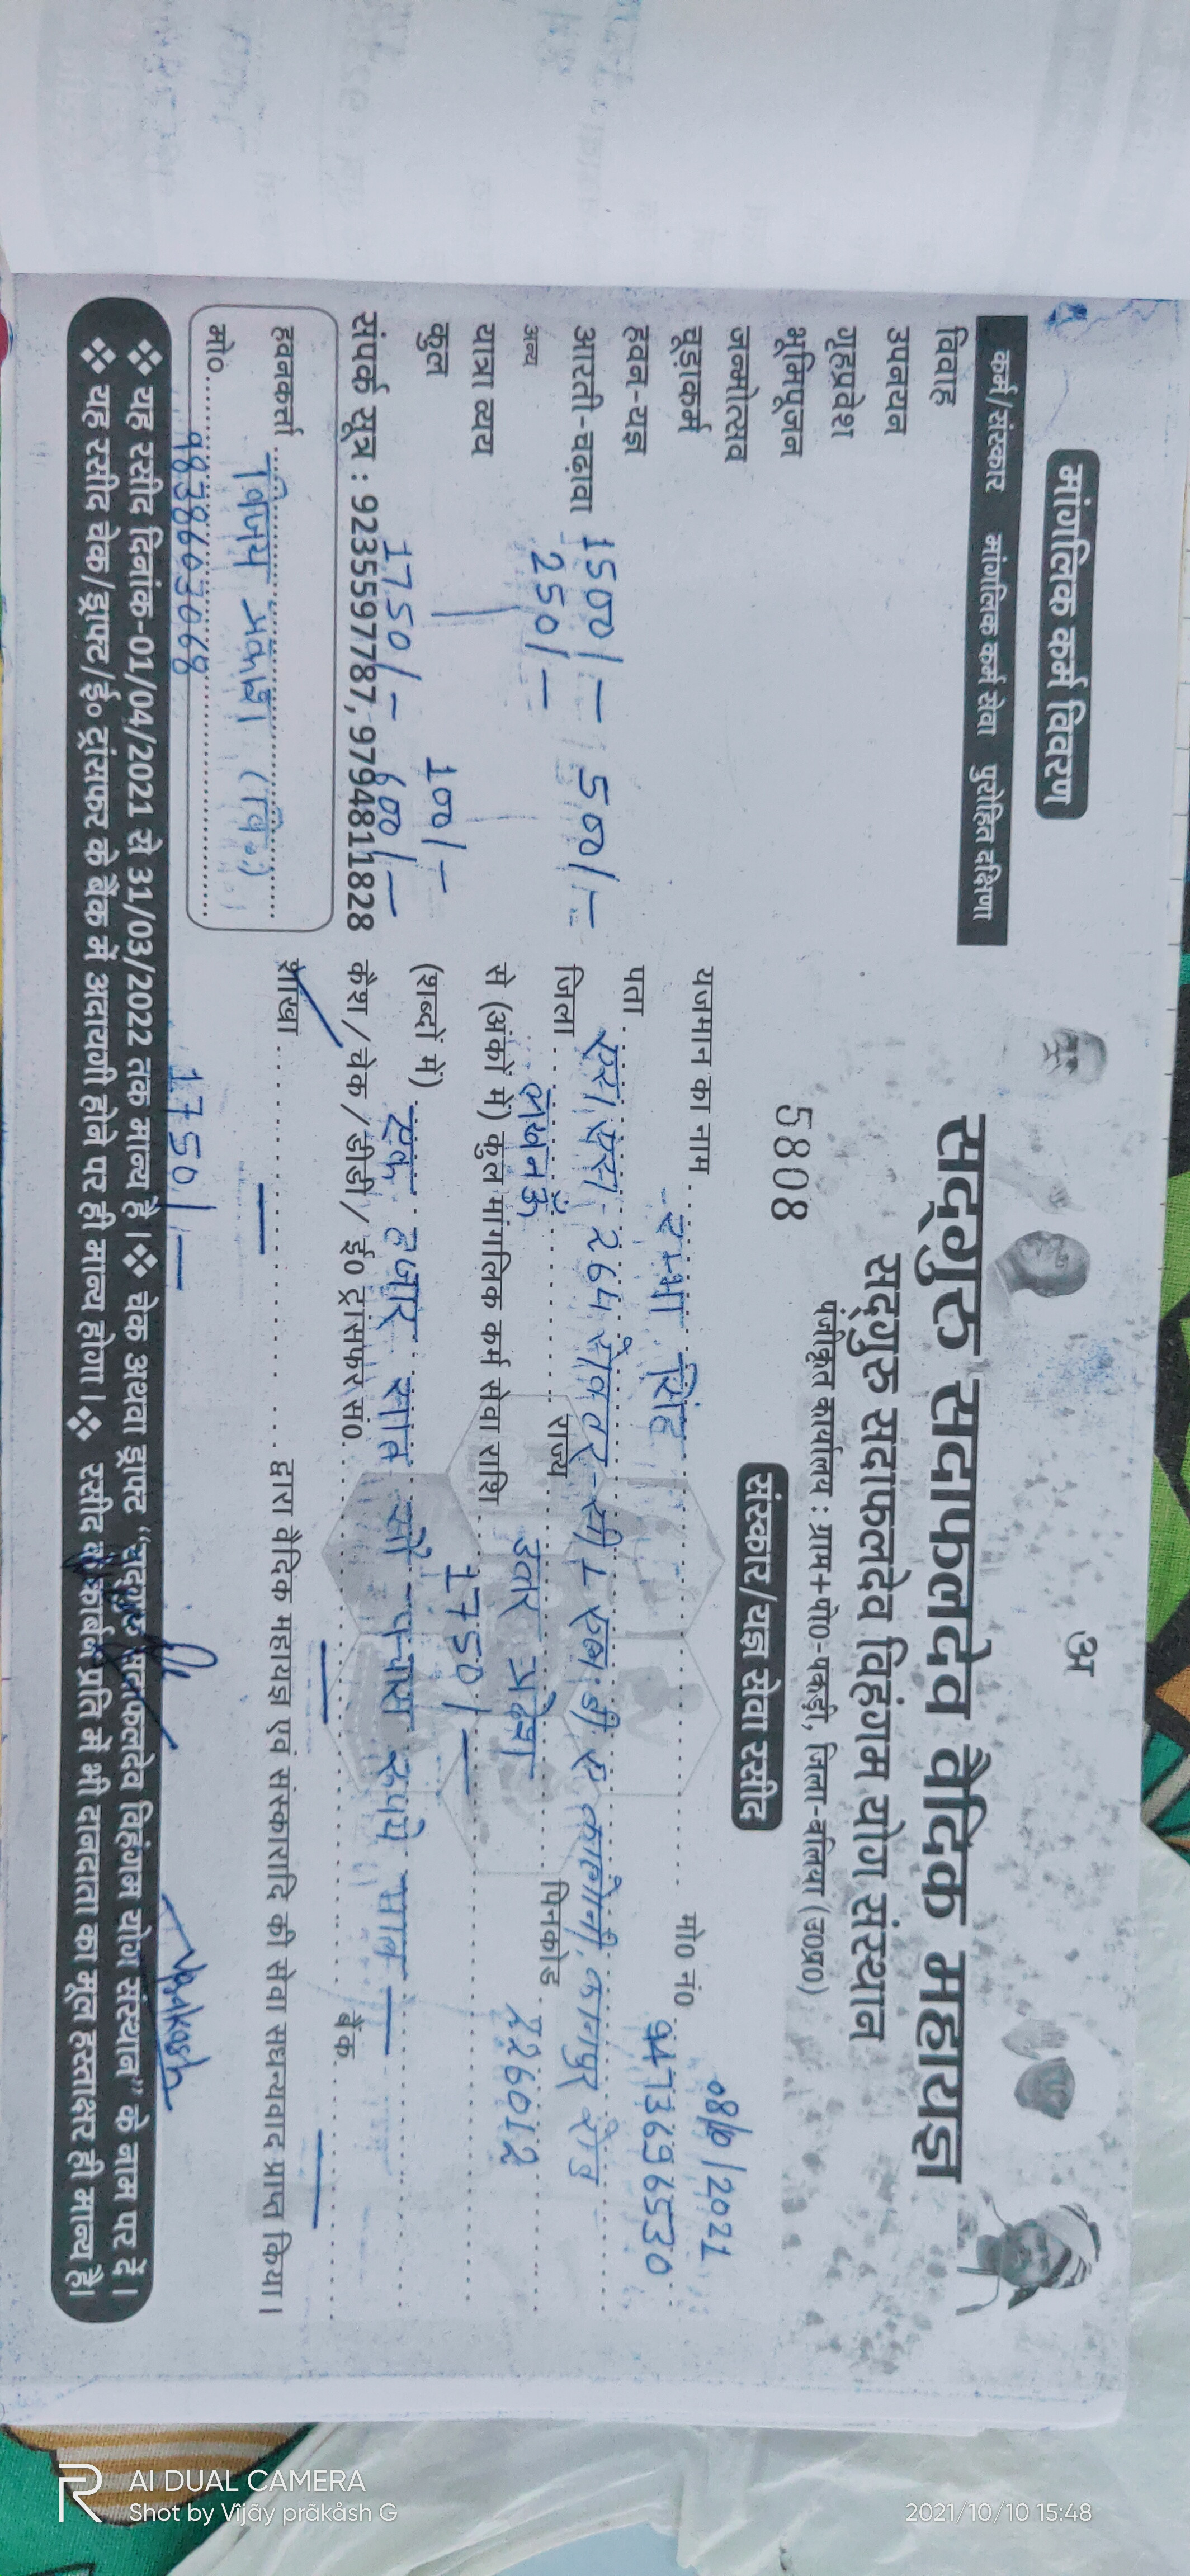 मांगलिक कर्म विवरण
कर्म/संस्कार मांगलिक कर्म सेवा पुरोहित दक्षिणा
विवाह
उपनयन
गृहप्रवेश
भूमिपूजन
जन्मोत्सव
चूड़ाकर्म
हवन-यज्ञ 1500/- 500/-
आरती-चढ़ावा 250/-
अन्य
यात्रा व्यय 100/-
कुल 1750/- 600/-
संपर्क सूत्र : 9235597787, 9794811828
हवनकर्ता विजय प्रकाश
मो० 9838603068
अ
सद्गुरु सदाफलदेव वैदिक महायज्ञ
सद्गुरु सदाफलदेव विहंगम योग संस्थान
पंजीकृत कार्यालय : ग्राम+पो०-पकड़ी, जिला-बलिया (उ०प्र०)
संस्कार/यज्ञ सेवा रसीद
5808
08/10/2021
यजमान का नाम रम्भा सिंह मो० नं० 9473696530
पता एस। एस। 264 सेक्टर-सी 1 एल. डी ए कालोनी, कानपुर रोड
जिला लखनऊ राज्य उत्तर प्रदेश पिनकोड 226012
से (अंकों में) कुल मांगलिक कर्म सेवा राशि 1750/-
(शब्दों में) एक हजार सात सौ पचास रुपये मात्र
कैश / चेक / डीडी / ई० ट्रांसफर सं० बैंक
शाखा द्वारा वैदिक महायज्ञ एवं संस्कारादि की सेवा सधन्यवाद प्राप्त किया।
1750/-
❖ यह रसीद दिनांक-01/04/2021 से 31/03/2022 तक मान्य है। ❖ चेक अथवा ड्राफ्ट "सद्गुरु सदाफलदेव विहंगम योग संस्थान" के नाम पर दें।
❖ यह रसीद चेक/ड्राफ्ट/ई० ट्रांसफर के बैंक में अदायगी होने पर ही मान्य होगा। ❖ रसीद के कार्बन प्रति में भी दानदाता का मूल हस्ताक्षर ही मान्य है।
AI DUAL CAMERA
Shot by Vijãy prãkåsh G
2021/10/10 15:48